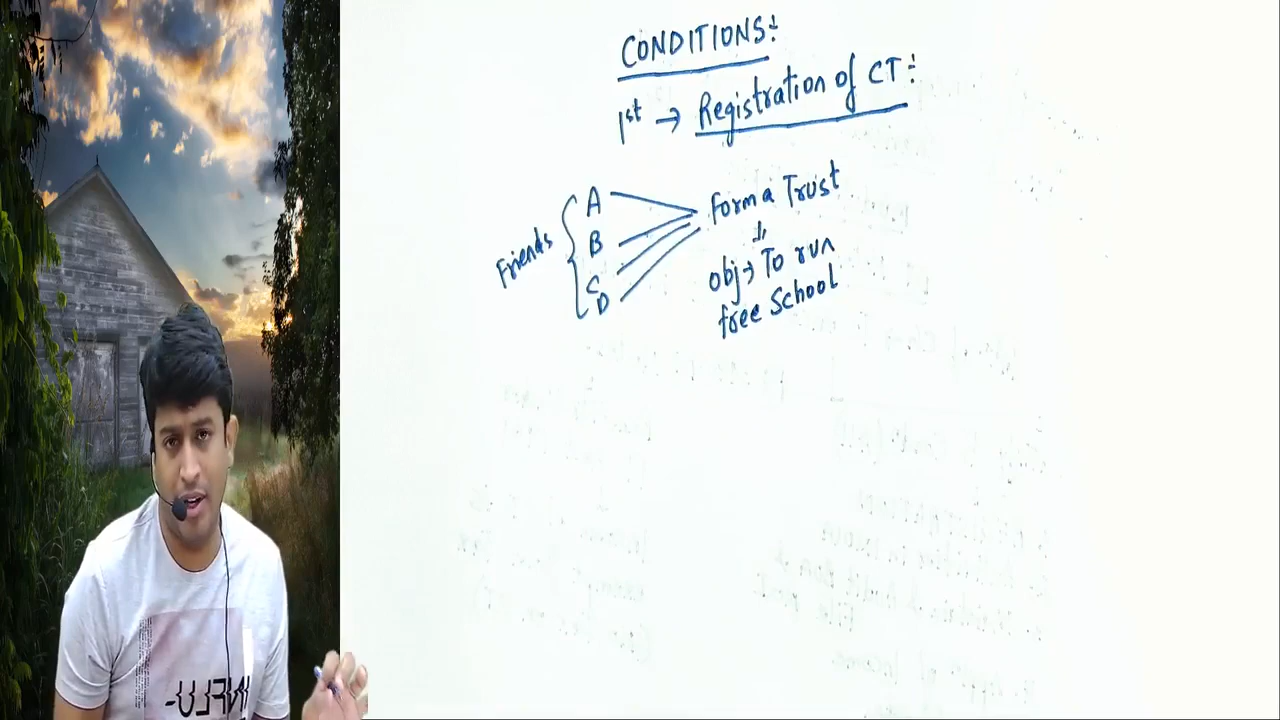 CONDITIONS:
1st → Registration of CT:
Friends { A B C D
Form a Trust
↓
obj → To run
free School